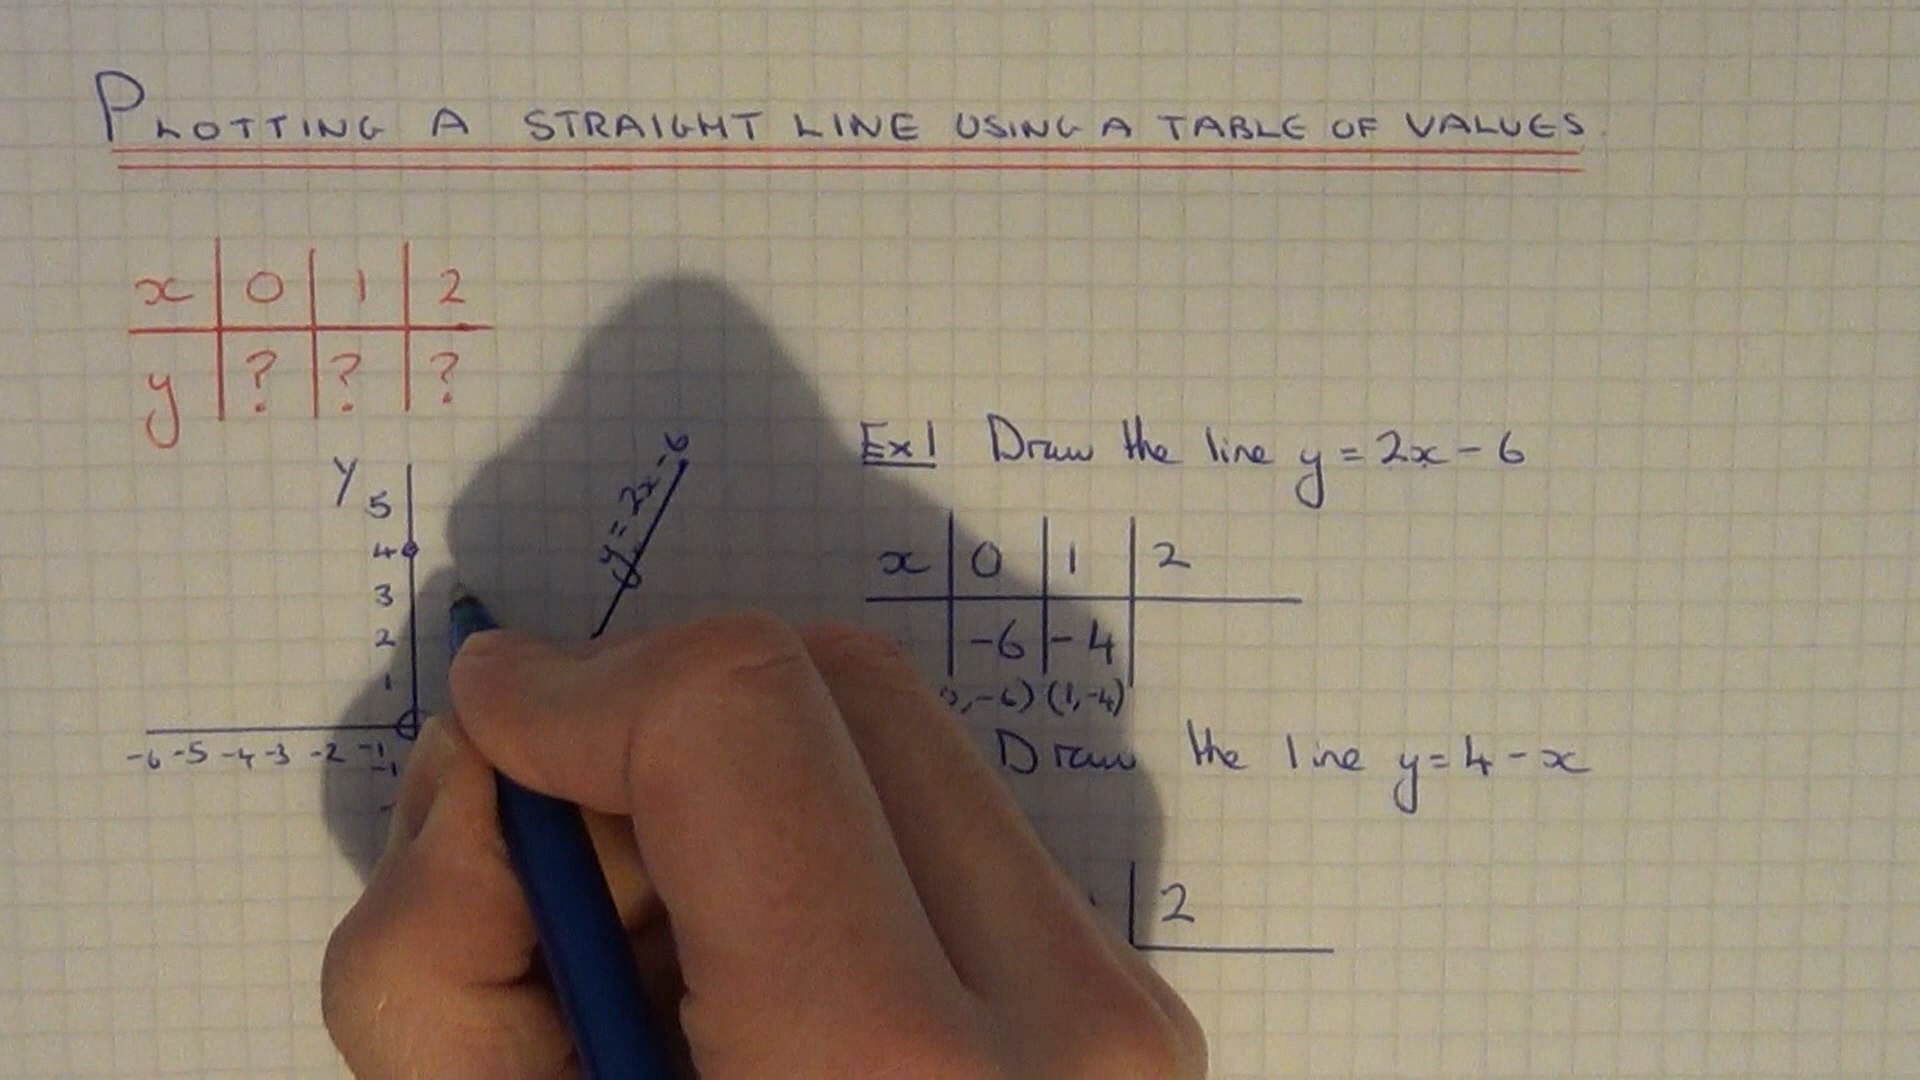 PLOTTING A STRAIGHT LINE USING A TABLE OF VALUES
x 0 1 2
y ? ? ?
Ex1 Draw the line y = 2x - 6
y = 2x - 6
Y
5
4
3
2
1
-6 -5 -4 -3 -2 -1
-1
x 0 1 2
-6 -4
,-6) (1,-4)
Draw the line y = 4 - x
2